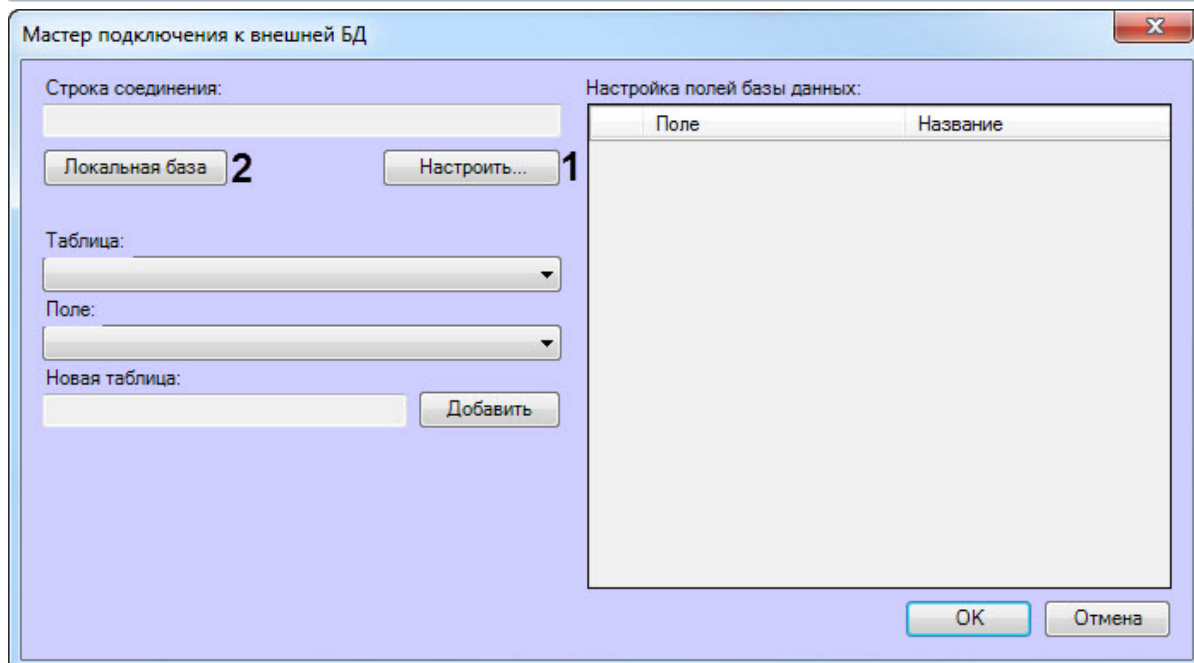 Мастер подключения к внешней БД
Строка соединения:
Локальная база 2 Настроить... 1
Таблица:
Поле:
Новая таблица:
Добавить
Настройка полей базы данных:
Поле Название
OK Отмена